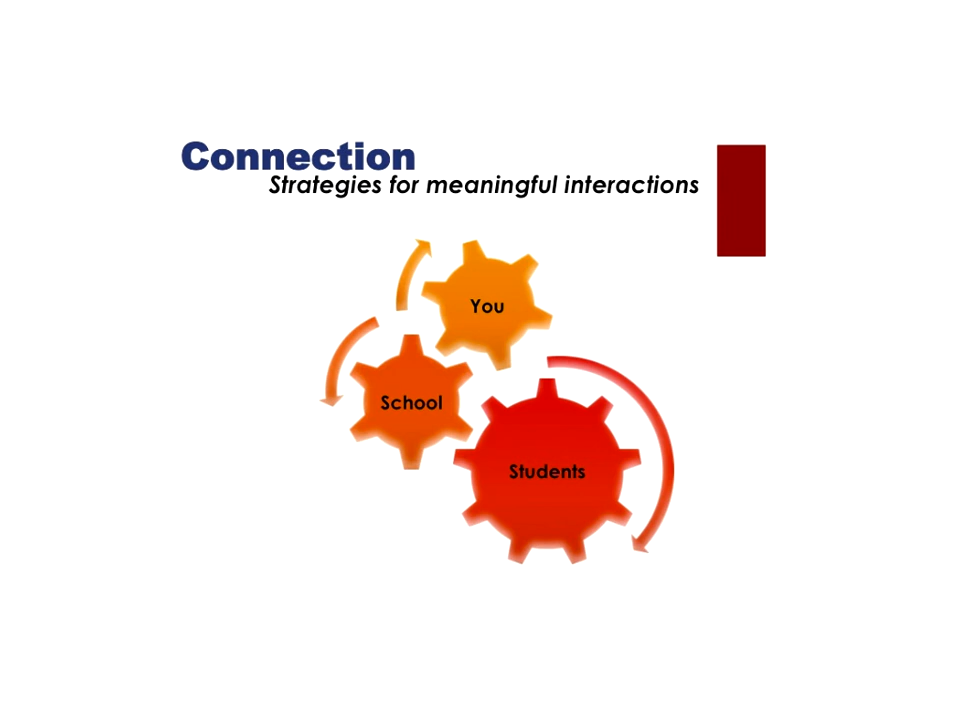 Connection
Strategies for meaningful interactions
You
School
Students